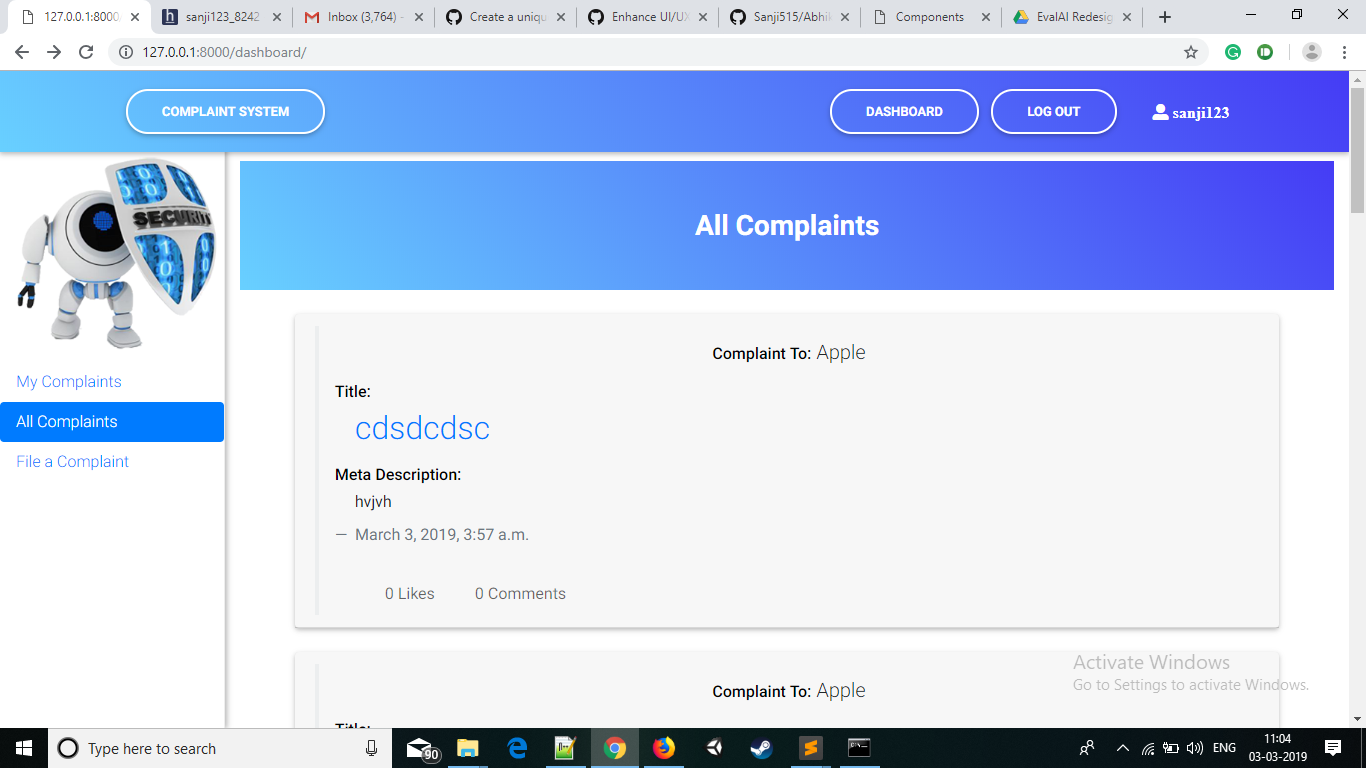 127.0.0.1:8000/
sanji123_8242
Inbox (3,764) -
Create a uniqu
Enhance UI/UX
Sanji515/Abhi
Components
EvalAI Redesig
127.0.0.1:8000/dashboard/
COMPLAINT SYSTEM
DASHBOARD
LOG OUT
sanji123
SECURITY
All Complaints
My Complaints
All Complaints
File a Complaint
Complaint To: Apple
Title:
cdsdcdsc
Meta Description:
hvjvh
— March 3, 2019, 3:57 a.m.
0 Likes 0 Comments
Complaint To: Apple
Title:
Activate Windows
Go to Settings to activate Windows.
Type here to search
90
ENG
11:04
03-03-2019